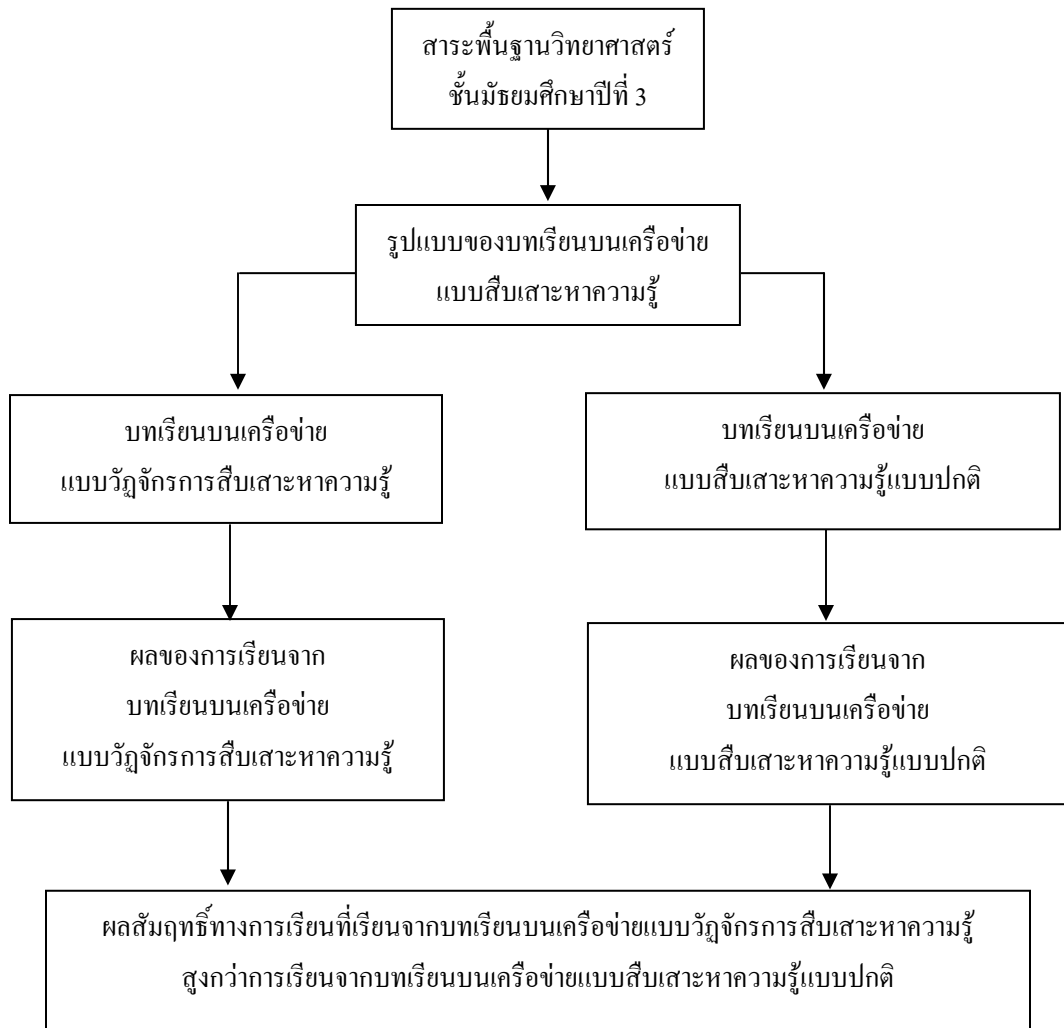 สาระพื้นฐานวิทยาศาสตร์
ชั้นมัธยมศึกษาปีที่ 3
รูปแบบของบทเรียนบนเครือข่าย
แบบสืบเสาะหาความรู้
บทเรียนบนเครือข่าย
แบบวัฏจักรการสืบเสาะหาความรู้
บทเรียนบนเครือข่าย
แบบสืบเสาะหาความรู้แบบปกติ
ผลของการเรียนจาก
บทเรียนบนเครือข่าย
แบบวัฏจักรการสืบเสาะหาความรู้
ผลของการเรียนจาก
บทเรียนบนเครือข่าย
แบบสืบเสาะหาความรู้แบบปกติ
ผลสัมฤทธิ์ทางการเรียนที่เรียนจากบทเรียนบนเครือข่ายแบบวัฏจักรการสืบเสาะหาความรู้
สูงกว่าการเรียนจากบทเรียนบนเครือข่ายแบบสืบเสาะหาความรู้แบบปกติ